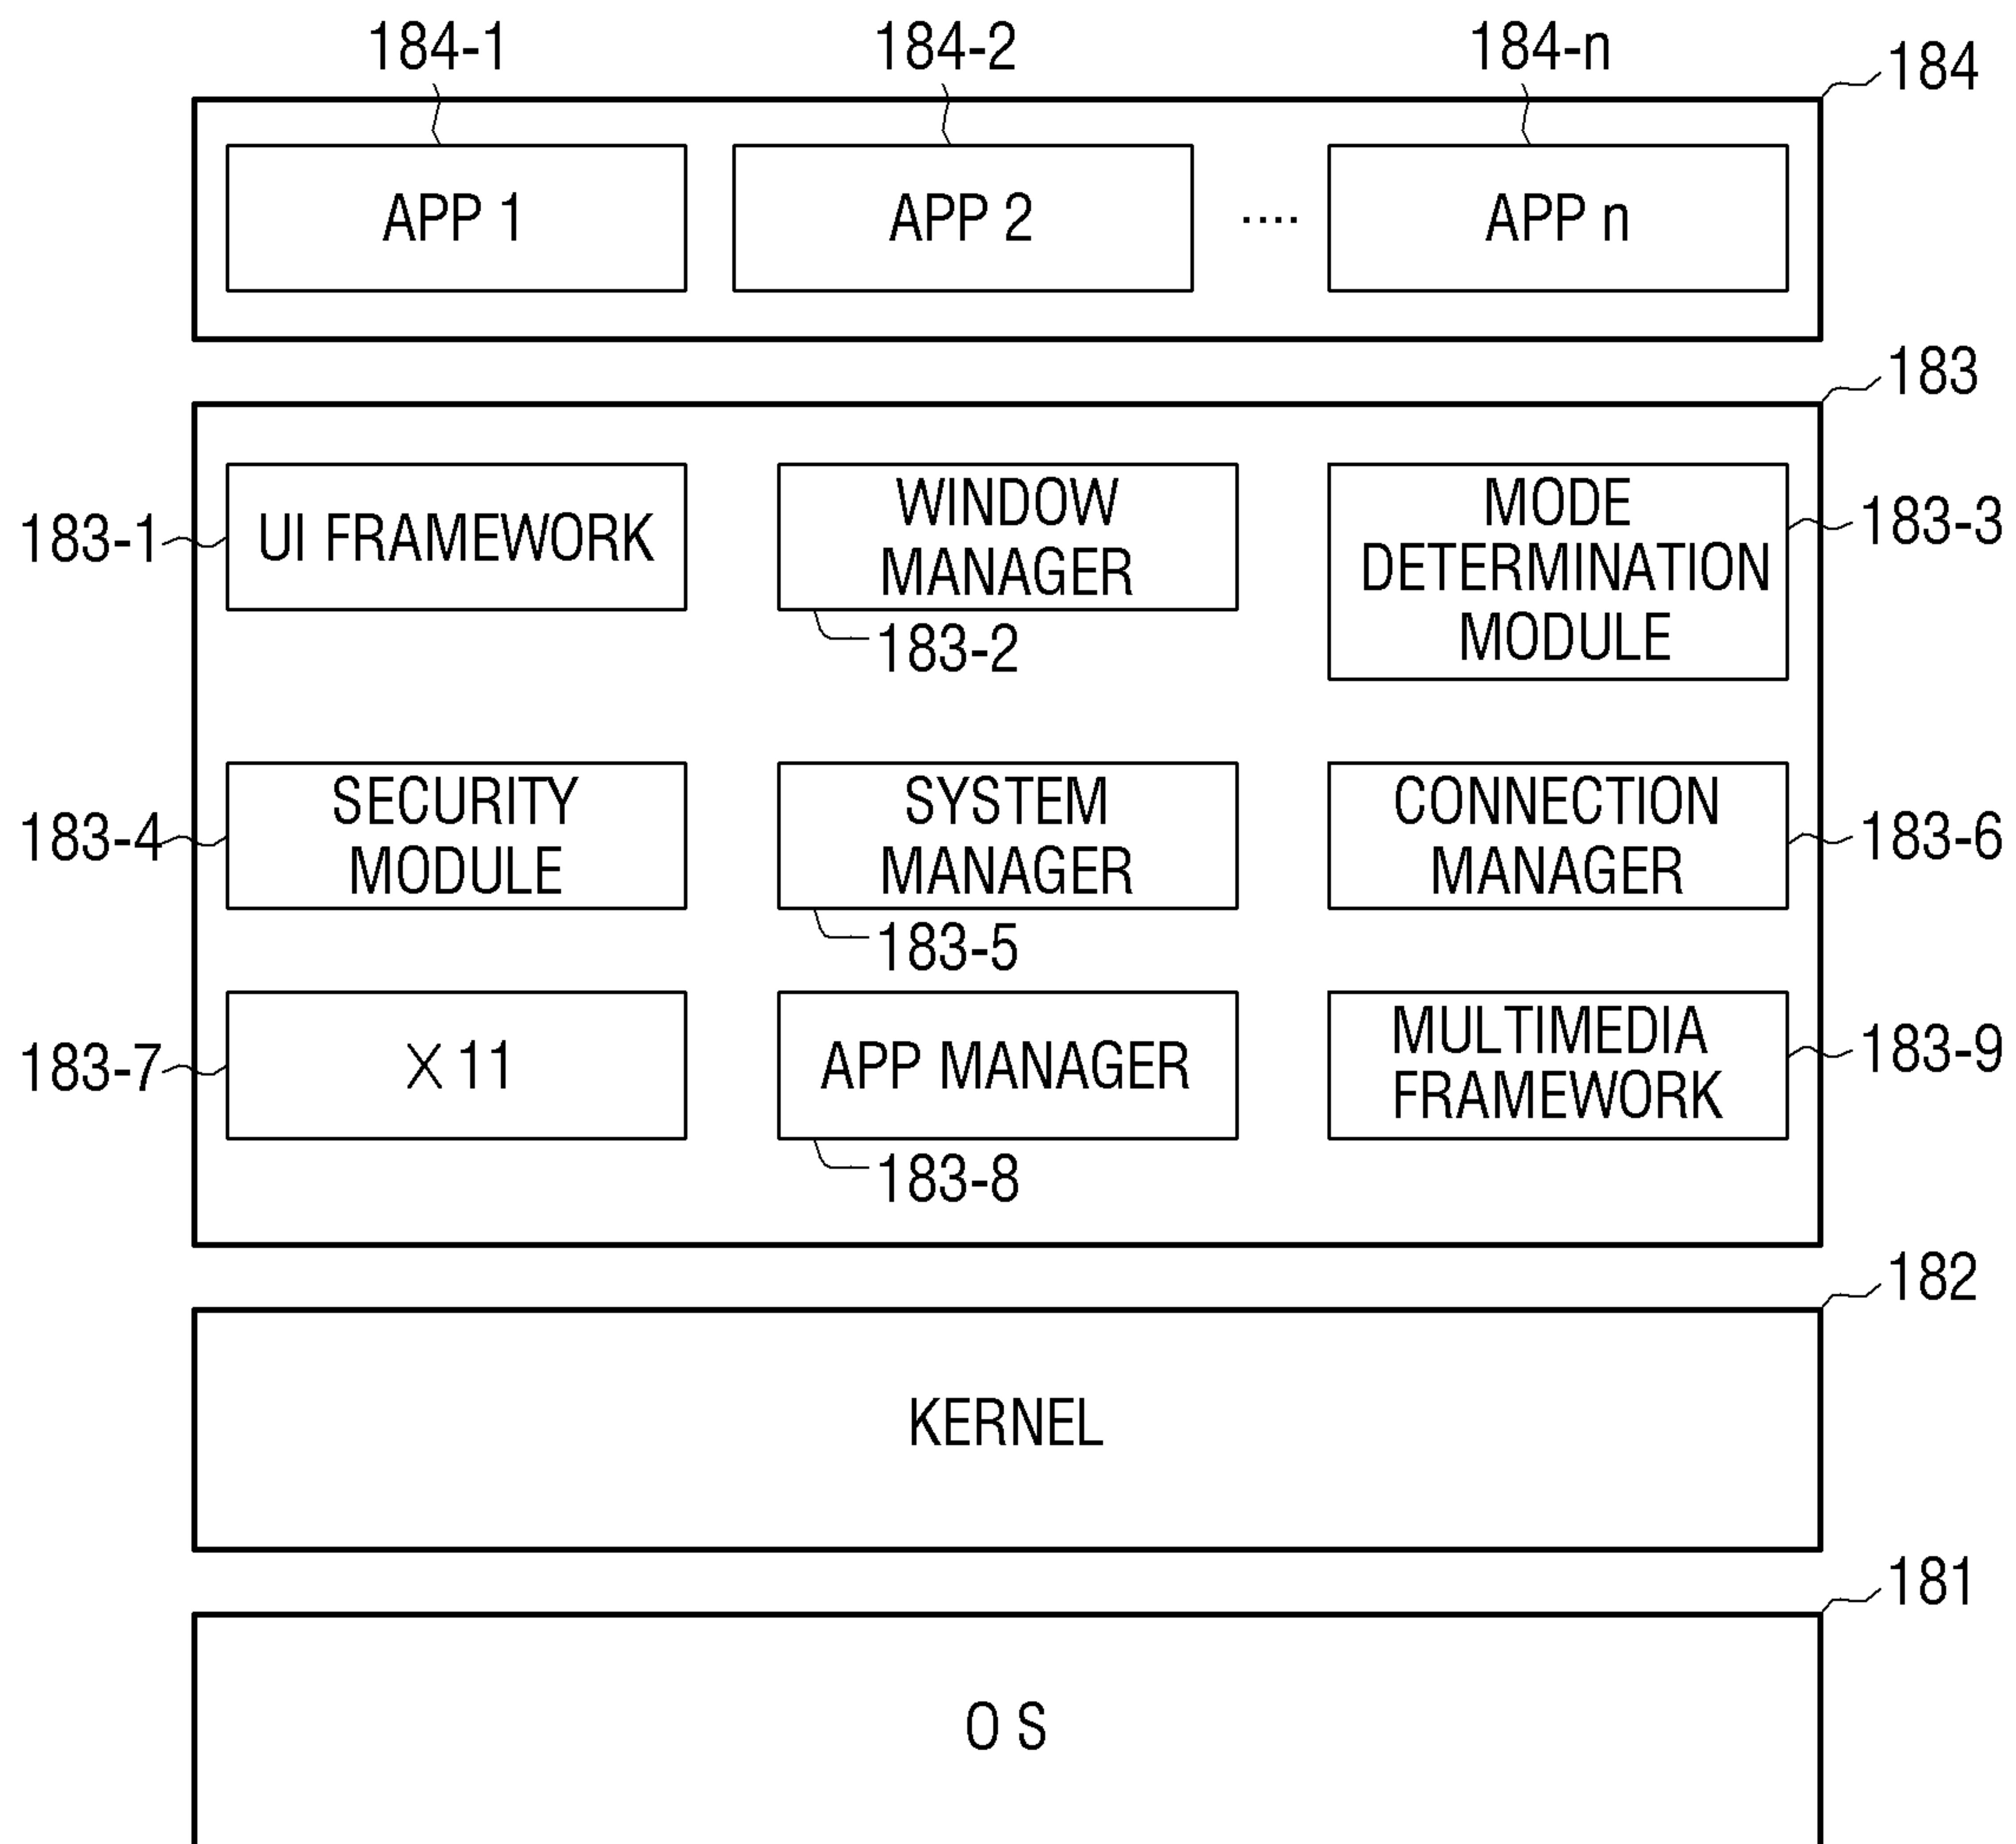 184-1
184-2
184-n
184
APP 1
APP 2
....
APP n
183
183-1
UI FRAMEWORK
WINDOW
MANAGER
183-2
MODE
DETERMINATION
MODULE
183-3
183-4
SECURITY
MODULE
SYSTEM
MANAGER
183-5
CONNECTION
MANAGER
183-6
183-7
X11
APP MANAGER
183-8
MULTIMEDIA
FRAMEWORK
183-9
182
KERNEL
181
OS